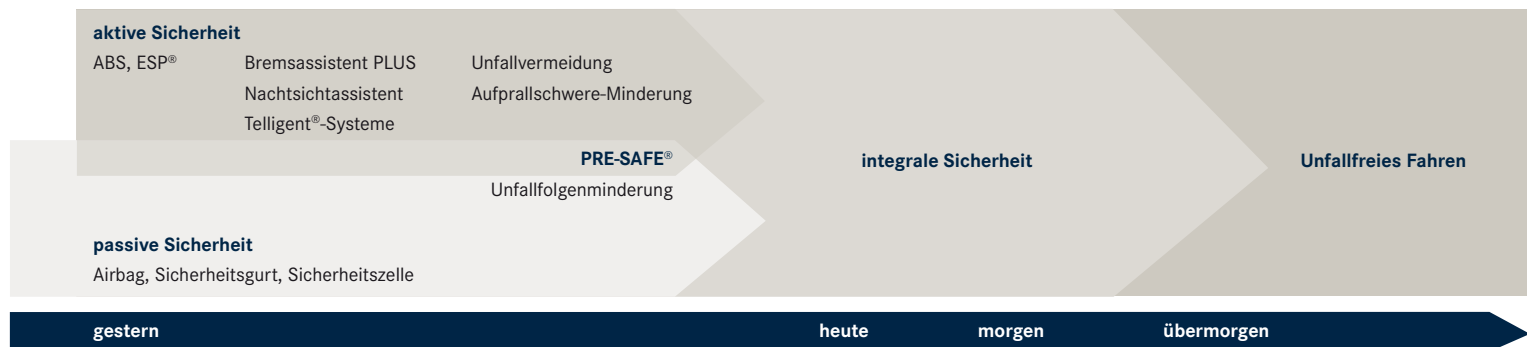 aktive Sicherheit
ABS, ESP® Bremsassistent PLUS Unfallvermeidung
Nachtsichtassistent Aufprallschwere-Minderung
Telligent®-Systeme
PRE-SAFE® integrale Sicherheit Unfallfreies Fahren
Unfallfolgenminderung
passive Sicherheit
Airbag, Sicherheitsgurt, Sicherheitszelle
gestern heute morgen übermorgen